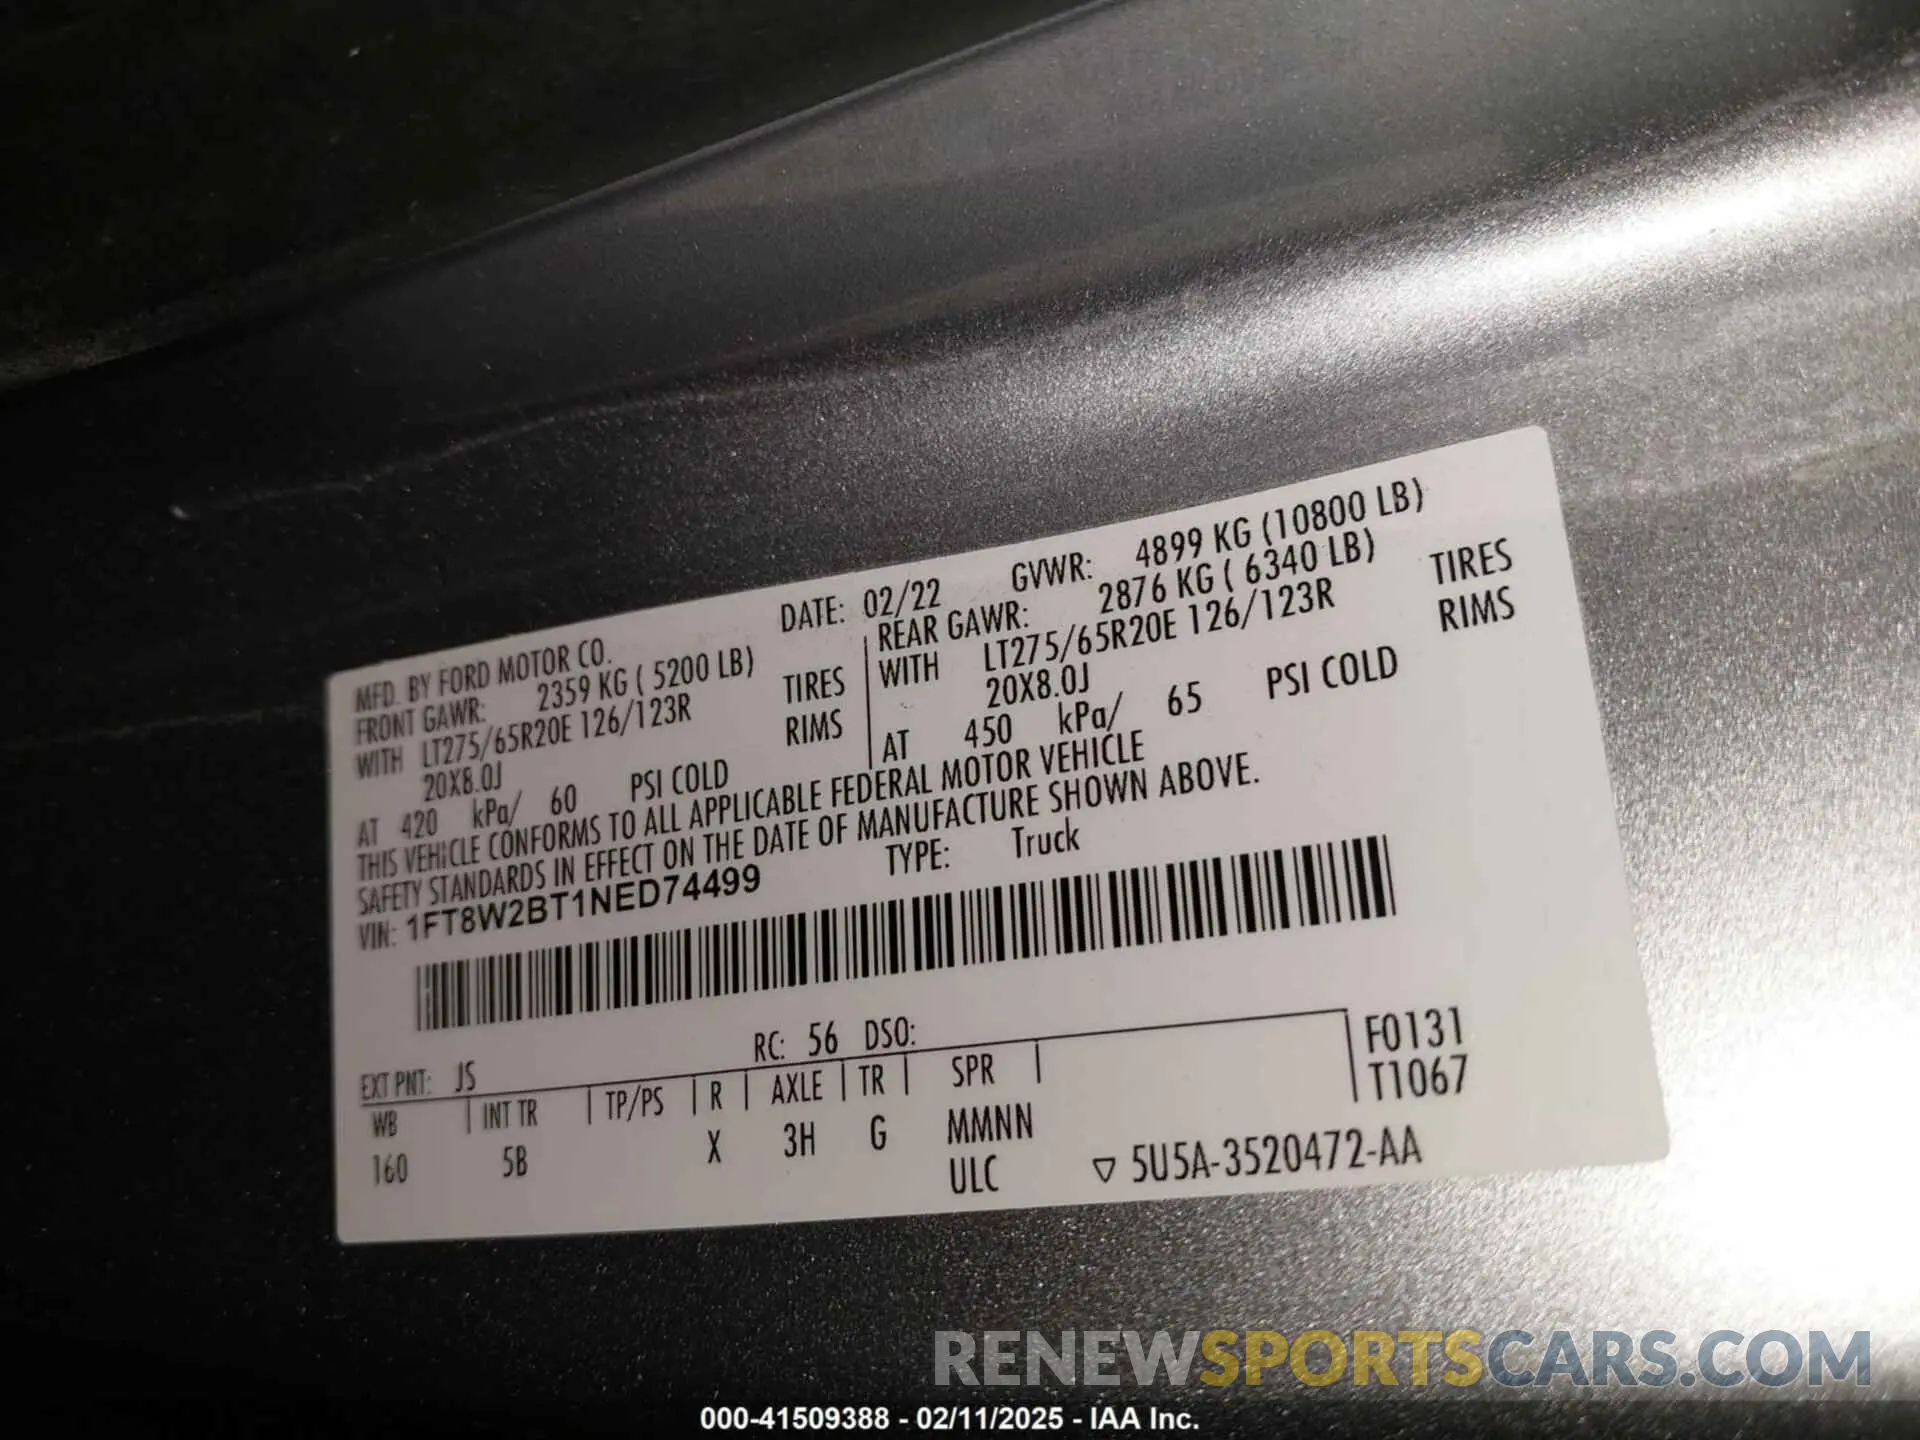 MFD. BY FORD MOTOR CO. DATE: 02/22 GVWR: 4899 KG (10800 LB)
FRONT GAWR: 2359 KG ( 5200 LB) REAR GAWR: 2876 KG ( 6340 LB)
WITH LT275/65R20E 126/123R TIRES WITH LT275/65R20E 126/123R TIRES
20X8.0J RIMS 20X8.0J RIMS
AT 420 kPa/ 60 PSI COLD AT 450 kPa/ 65 PSI COLD
THIS VEHICLE CONFORMS TO ALL APPLICABLE FEDERAL MOTOR VEHICLE
SAFETY STANDARDS IN EFFECT ON THE DATE OF MANUFACTURE SHOWN ABOVE.
VIN: 1FT8W2BT1NED74499 TYPE: Truck
EXT PNT: JS RC: 56 DSO: F0131
WB INT TR TP/PS R AXLE TR SPR T1067
160 5B X 3H G MMNN
ULC 5U5A-3520472-AA
RENEWSPORTSCARS.COM
000-41509388 - 02/11/2025 - IAA Inc.